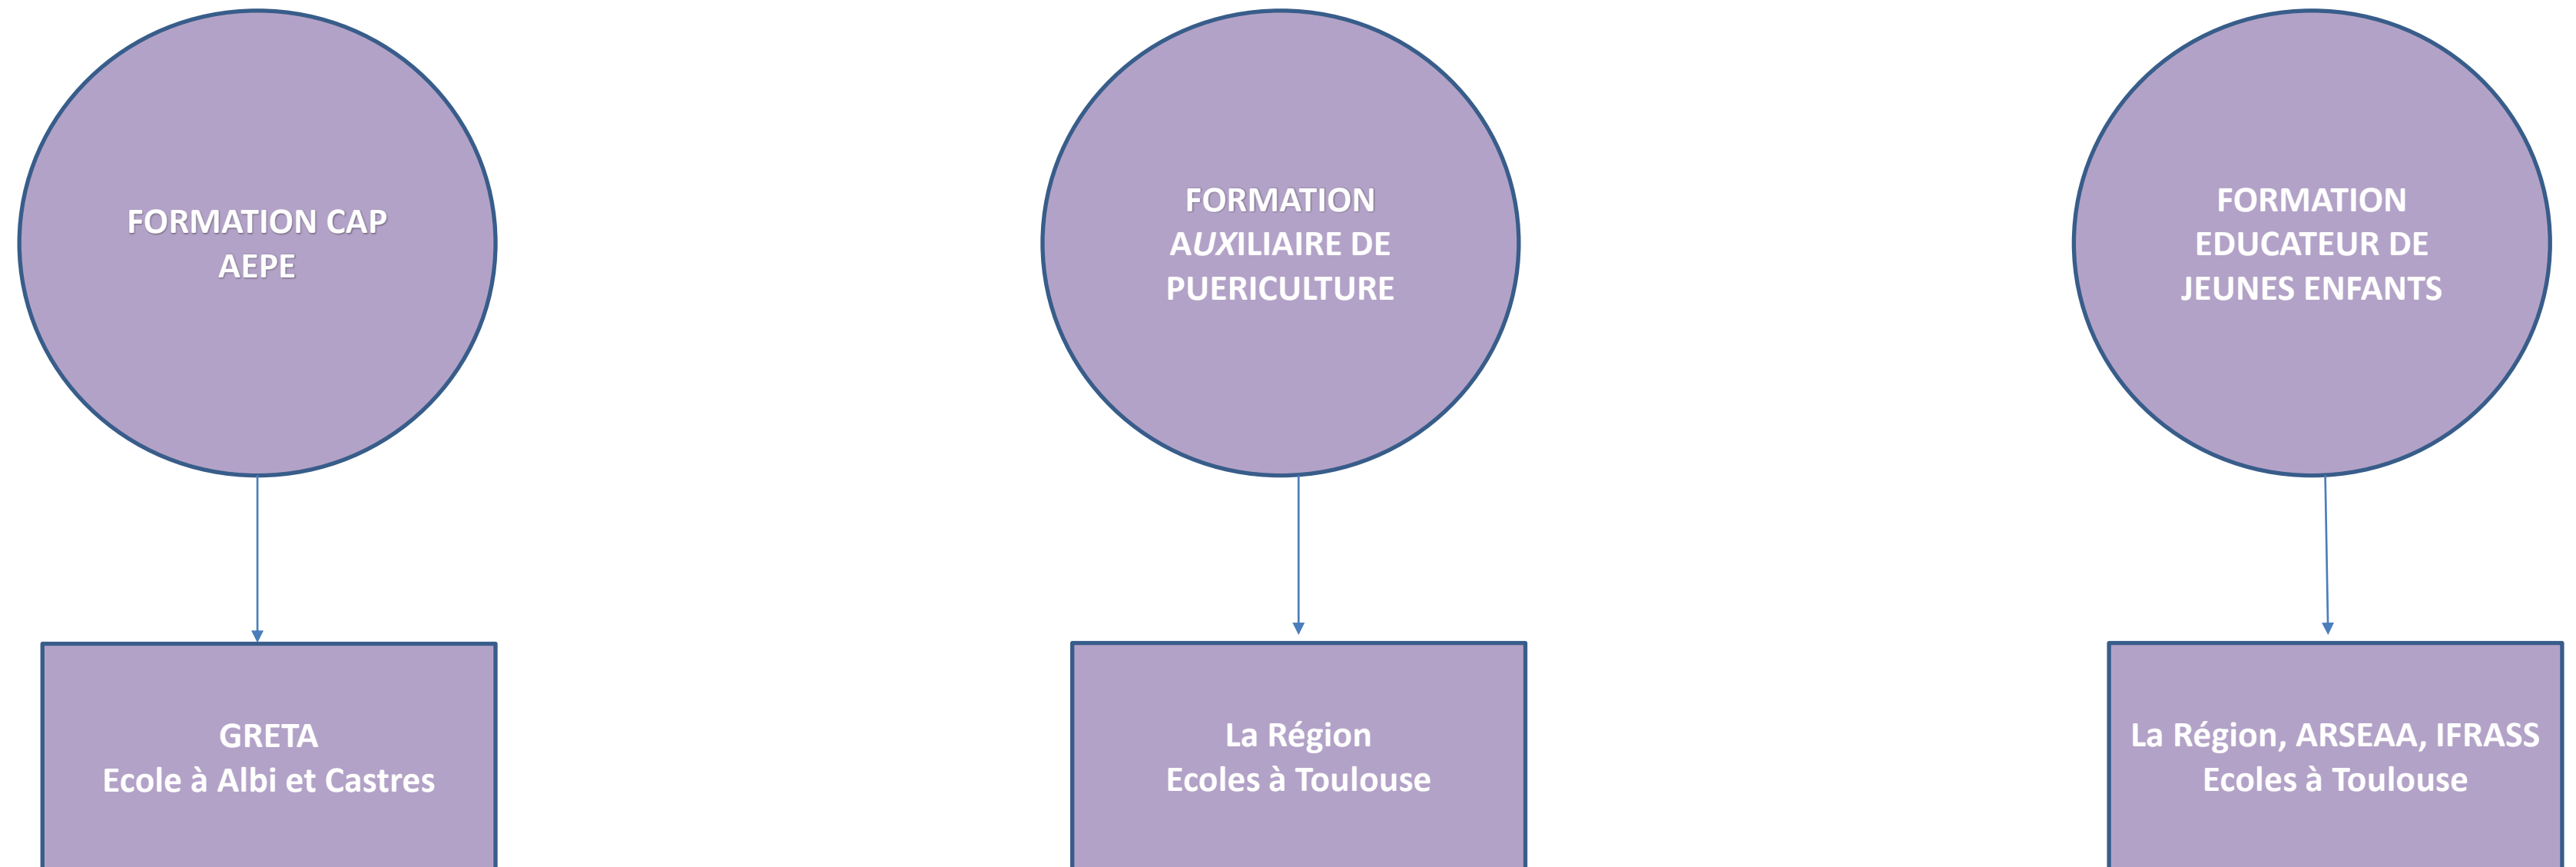 FORMATION CAP
AEPE
FORMATION
AUXILIAIRE DE
PUERICULTURE
FORMATION
EDUCATEUR DE
JEUNES ENFANTS
GRETA
Ecole à Albi et Castres
La Région
Ecoles à Toulouse
La Région, ARSEAA, IFRASS
Ecoles à Toulouse